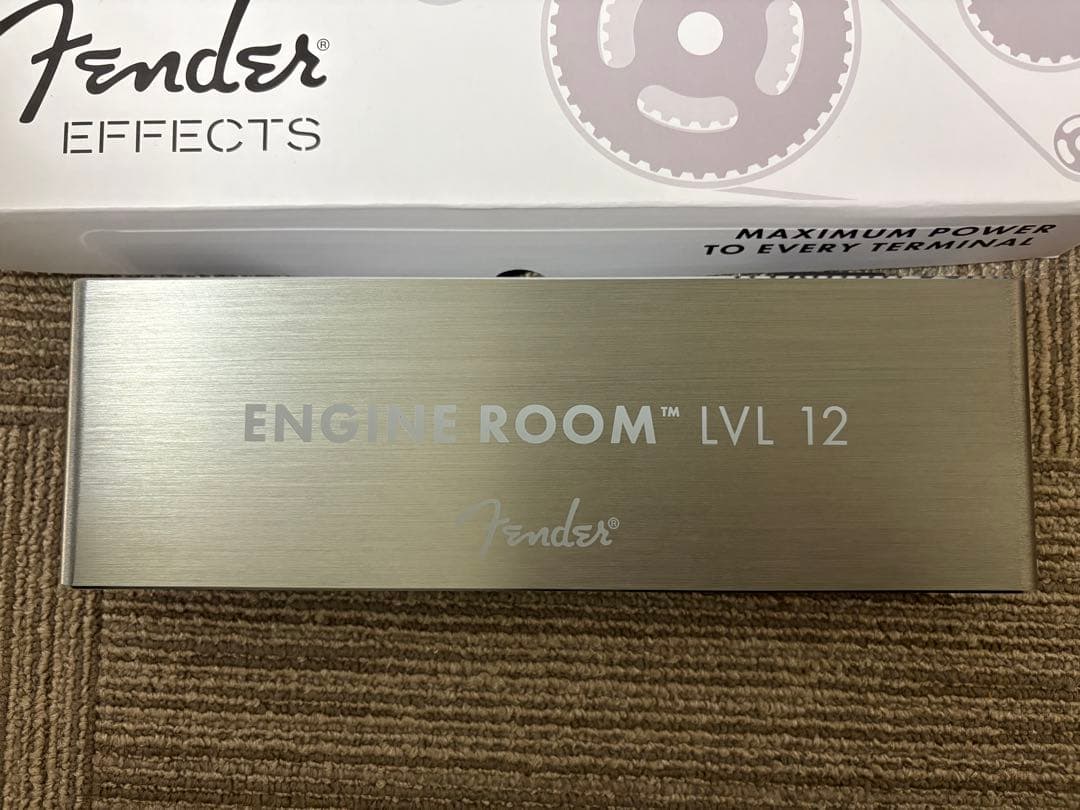 Fender®
EFFECTS
MAXIMUM POWER
TO EVERY TERMINAL
ENGINE ROOM™ LVL 12
Fender®